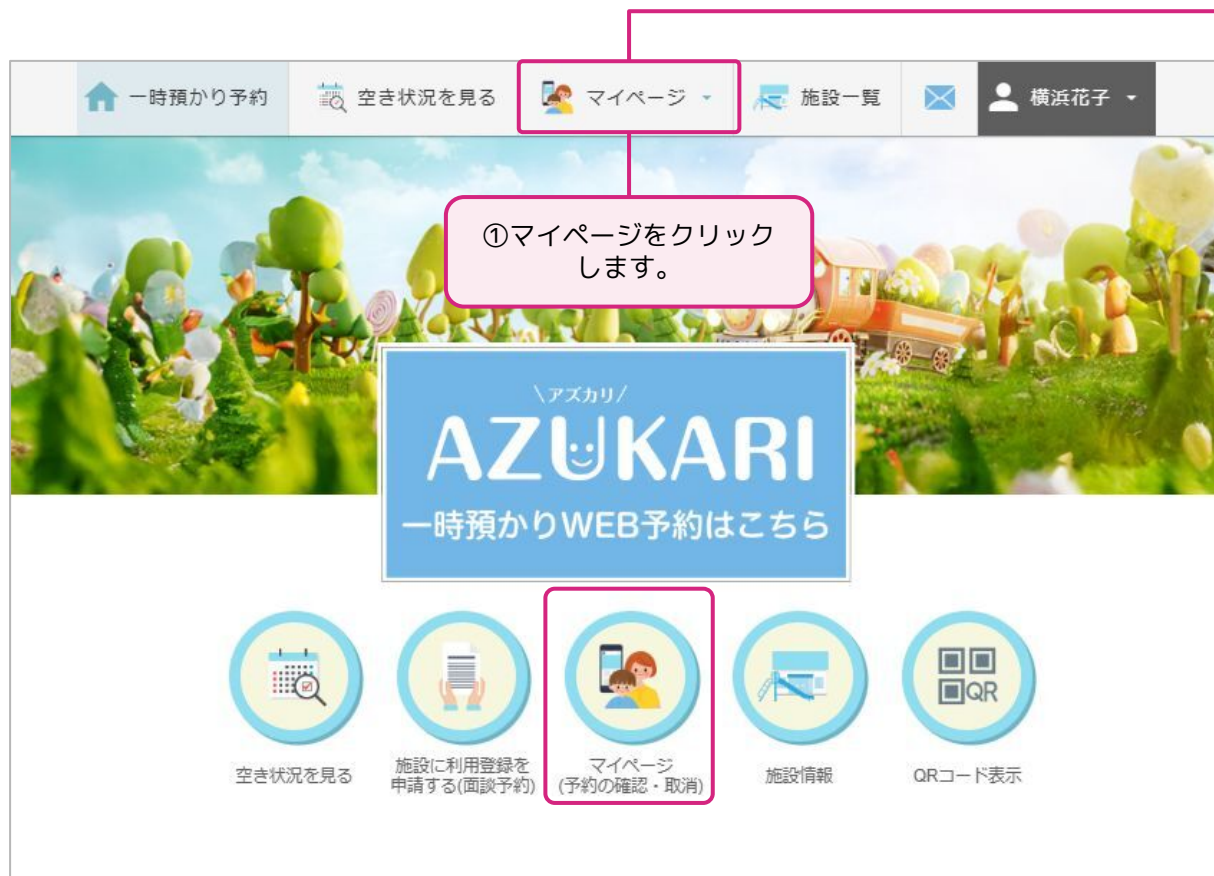 一時預かり予約
空き状況を見る
マイページ
施設一覧
横浜花子
①マイページをクリック
します。
\アズカリ/
AZUKARI
一時預かりWEB予約はこちら
QR
空き状況を見る
施設に利用登録を
申請する(面談予約)
マイページ
(予約の確認・取消)
施設情報
QRコード表示